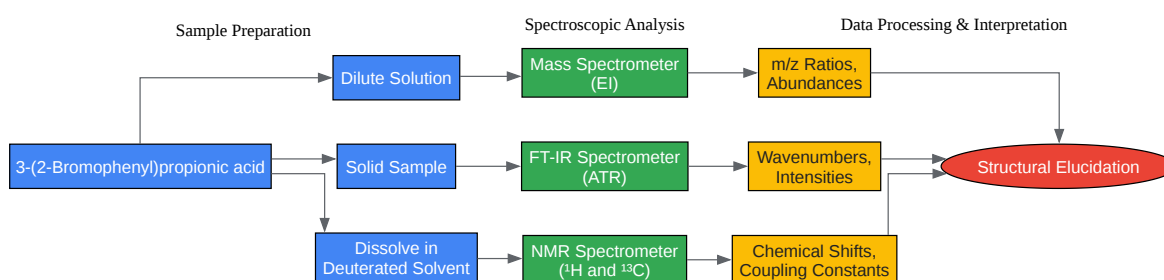 Sample Preparation
Spectroscopic Analysis
Data Processing & Interpretation
Dilute Solution
Mass Spectrometer
(EI)
m/z Ratios,
Abundances
3-(2-Bromophenyl)propionic acid
Solid Sample
FT-IR Spectrometer
(ATR)
Wavenumbers,
Intensities
Structural Elucidation
Dissolve in
Deuterated Solvent
NMR Spectrometer
(¹H and ¹³C)
Chemical Shifts,
Coupling Constants